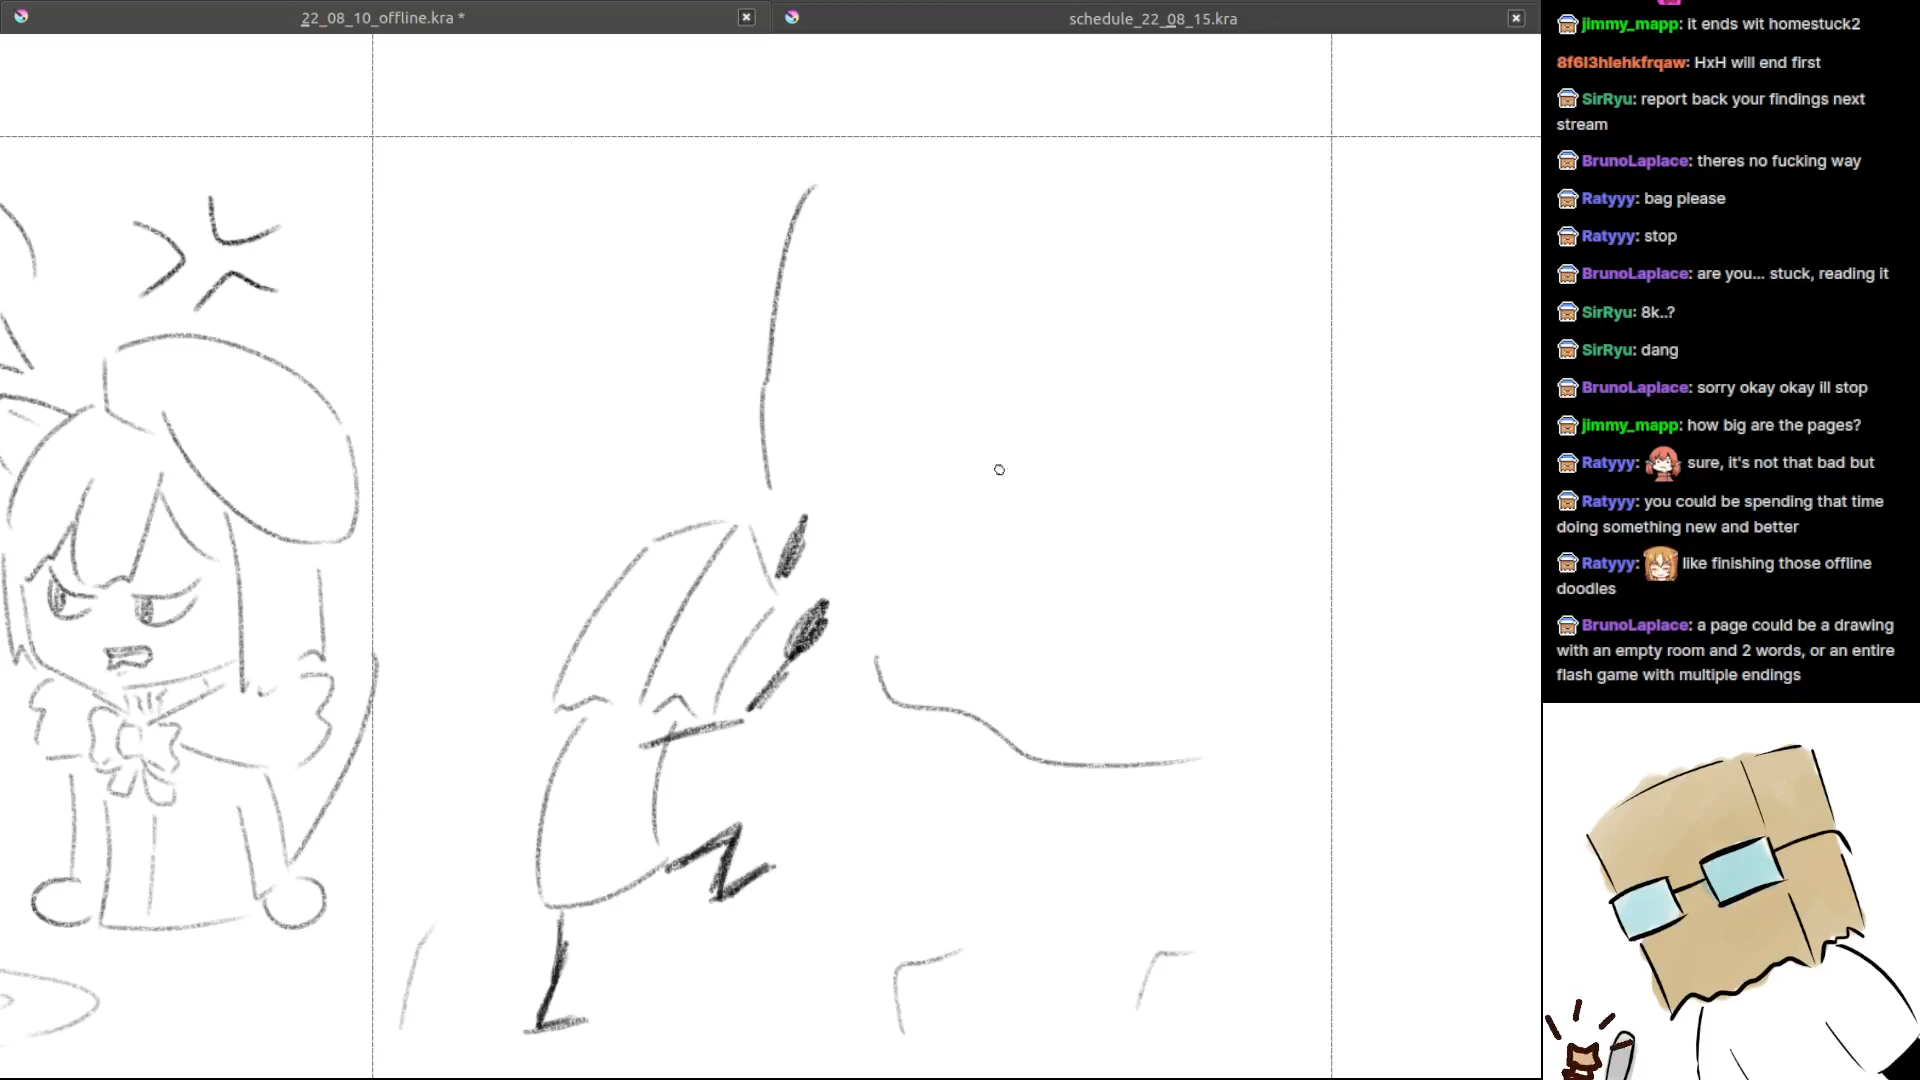 22_08_10_offline.kra *
schedule_22_08_15.kra
jimmy_mapp: it ends wit homestuck2
8f6l3hlehkfrqaw: HxH will end first
SirRyu: report back your findings next
stream
BrunoLaplace: theres no fucking way
Ratyyy: bag please
Ratyyy: stop
BrunoLaplace: are you... stuck, reading it
SirRyu: 8k..?
SirRyu: dang
BrunoLaplace: sorry okay okay ill stop
jimmy_mapp: how big are the pages?
Ratyyy: sure, it's not that bad but
Ratyyy: you could be spending that time
doing something new and better
Ratyyy: like finishing those offline
doodles
BrunoLaplace: a page could be a drawing
with an empty room and 2 words, or an entire
flash game with multiple endings